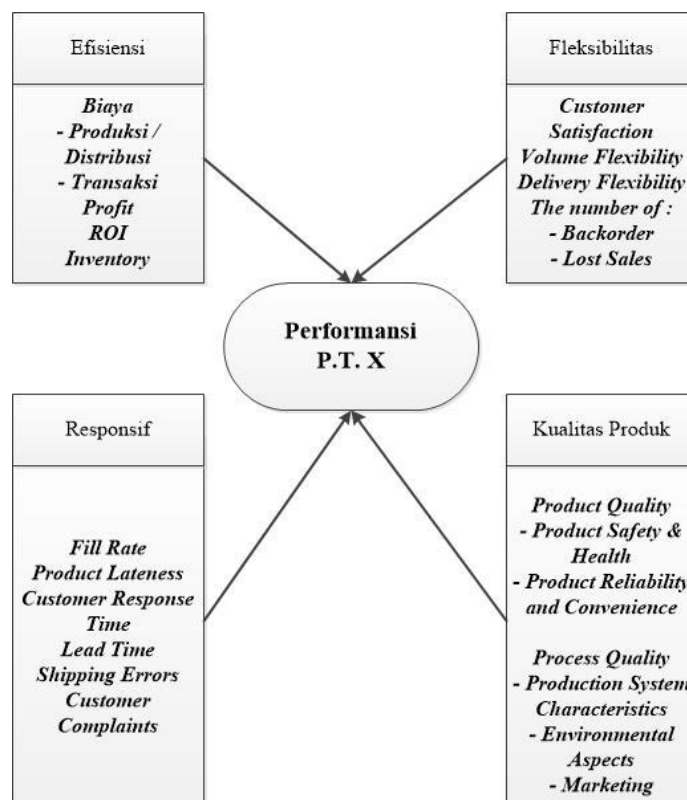 Efisiensi
Biaya
- Produksi /
Distribusi
- Transaksi
Profit
ROI
Inventory
Fleksibilitas
Customer
Satisfaction
Volume Flexibility
Delivery Flexibility
The number of :
- Backorder
- Lost Sales
Performansi
P.T. X
Responsif
Fill Rate
Product Lateness
Customer Response
Time
Lead Time
Shipping Errors
Customer
Complaints
Kualitas Produk
Product Quality
- Product Safety &
Health
- Product Reliability
and Convenience
Process Quality
- Production System
Characteristics
- Environmental
Aspects
- Marketing